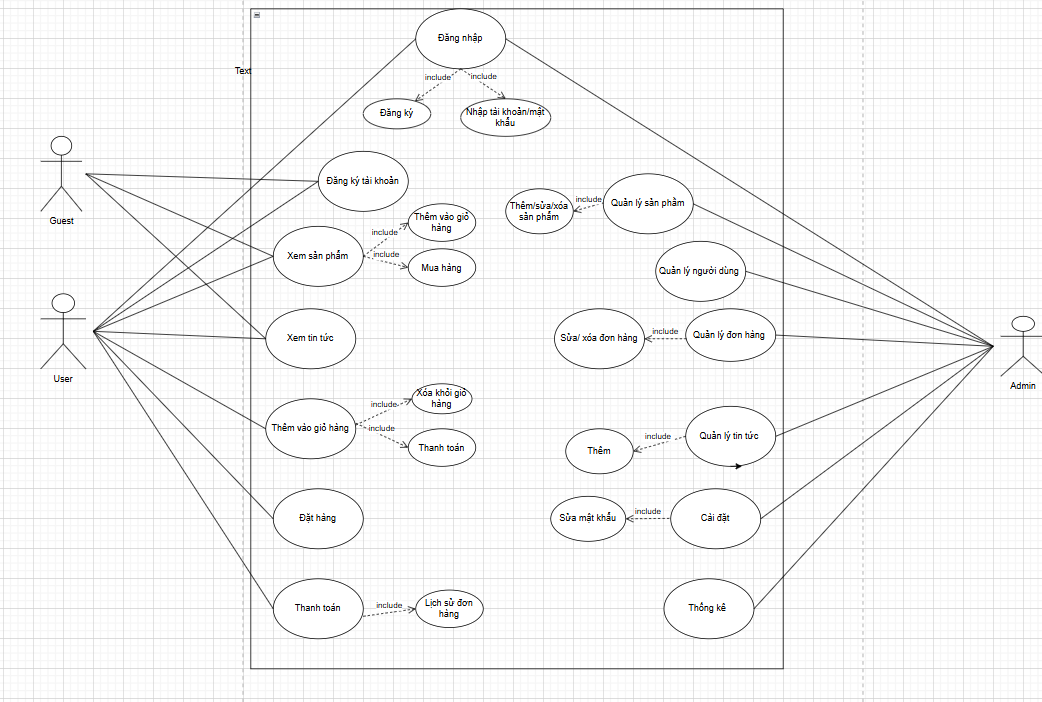 Đăng nhập
Text
include
include
Đăng ký
Nhập tài khoản/mật
khẩu
Guest
Đăng ký tài khoản
Thêm/sửa/xóa
sản phẩm
include
Quản lý sản phẩm
Thêm vào giỏ
hàng
include
Xem sản phẩm
include
Mua hàng
Quản lý người dùng
User
Xem tin tức
Sửa/ xóa đơn hàng
include
Quản lý đơn hàng
Admin
Xóa khỏi giỏ
hàng
include
Thêm vào giỏ hàng
include
Thanh toán
Thêm
include
Quản lý tin tức
Đặt hàng
Sửa mật khẩu
include
Cài đặt
Thanh toán
include
Lịch sử đơn
hàng
Thống kê